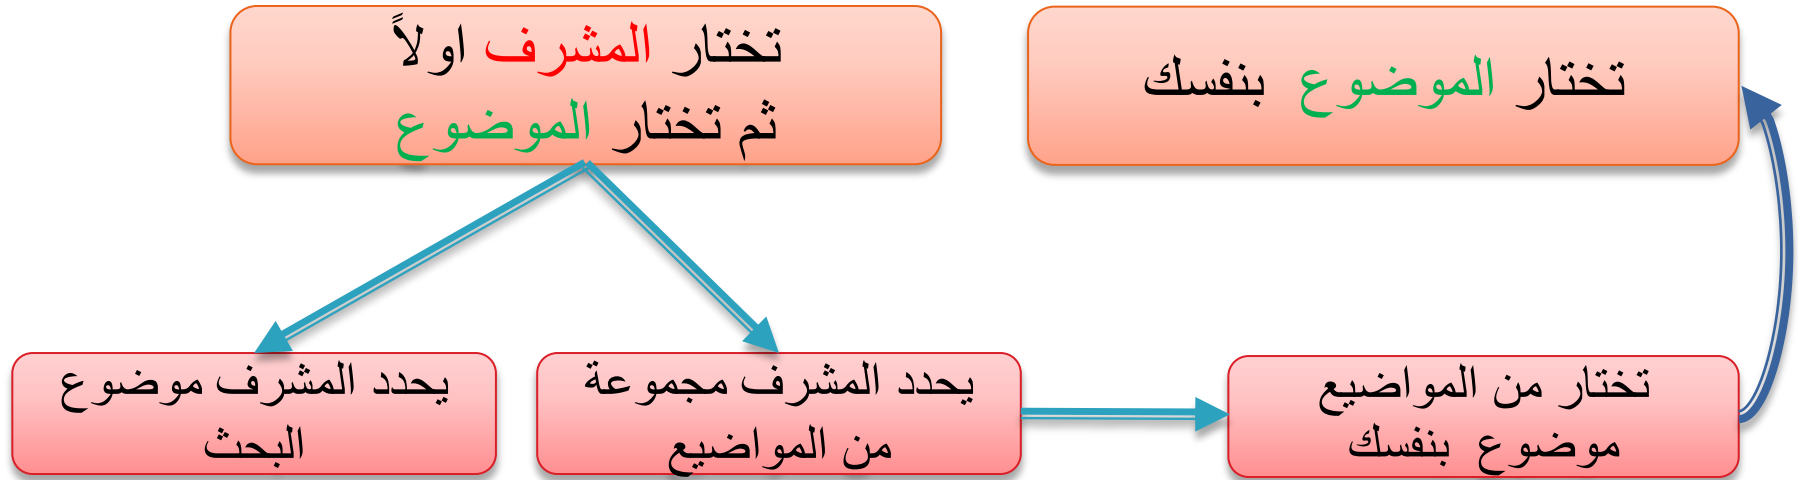 تختار الموضوع بنفسك
تختار المشرف اولاً
ثم تختار الموضوع
تختار من المواضيع
موضوع بنفسك
يحدد المشرف مجموعة
من المواضيع
يحدد المشرف موضوع
البحث